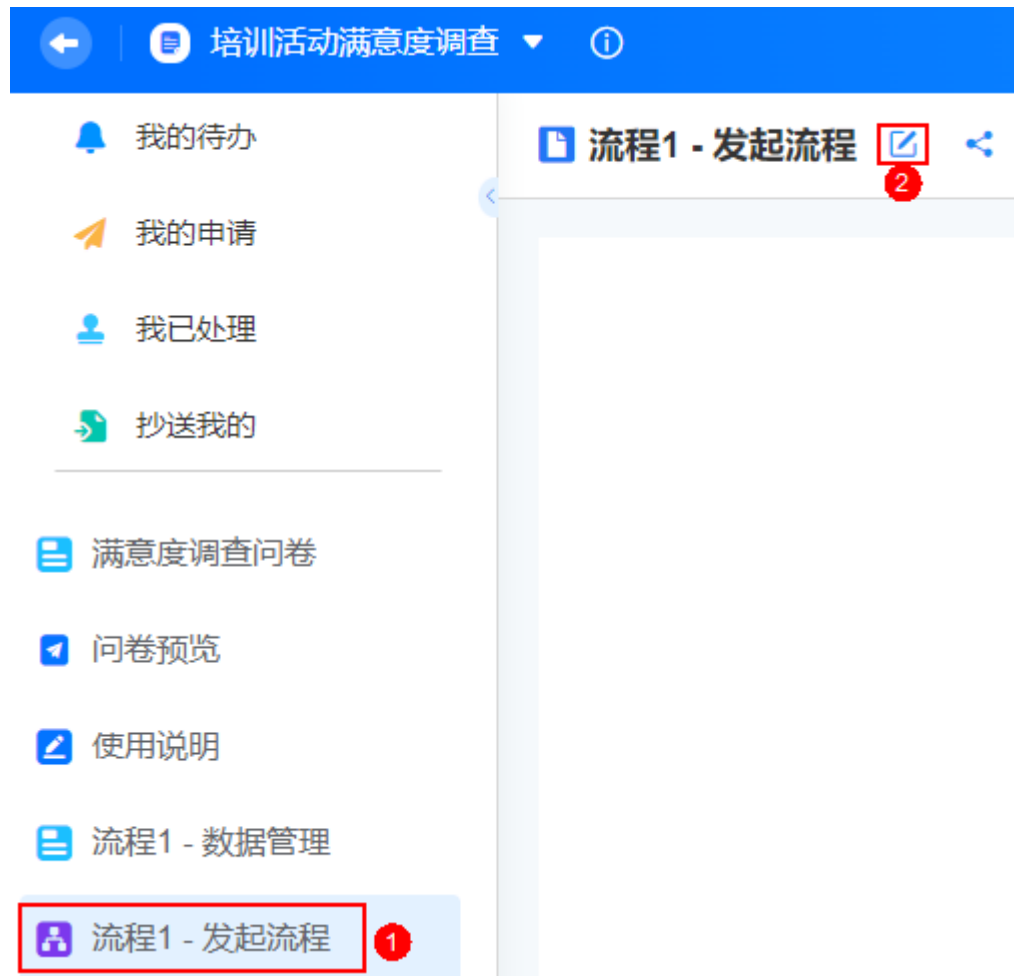 培训活动满意度调查
我的待办
流程1 - 发起流程
2
我的申请
我已处理
抄送我的
满意度调查问卷
问卷预览
使用说明
流程1 - 数据管理
流程1 - 发起流程
1